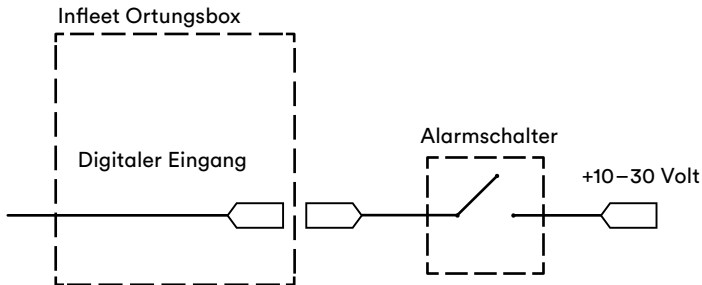 Infleet Ortungsbox
Alarmschalter
Digitaler Eingang
+10–30 Volt